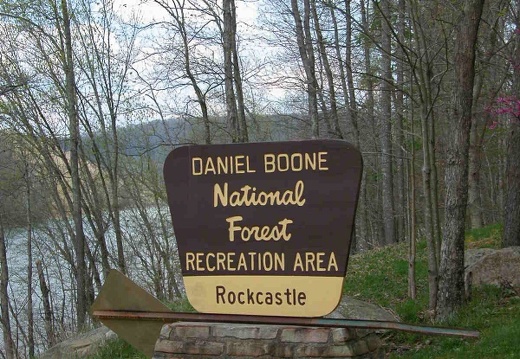 DANIEL BOONE
National
Forest
RECREATION AREA
Rockcastle